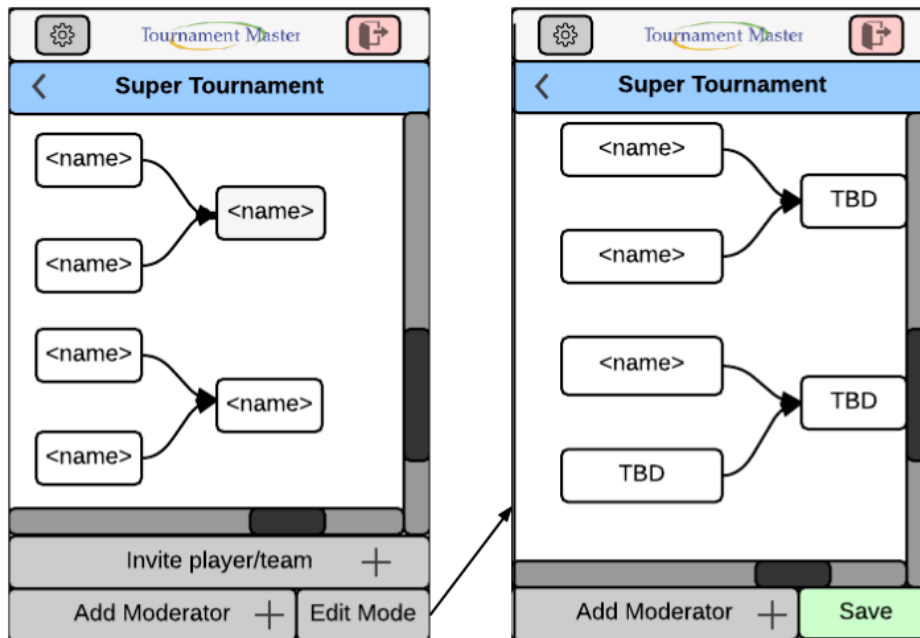 Tournament Master
Super Tournament
<name>
<name>
<name>
<name>
<name>
<name>
Invite player/team
Add Moderator
Edit Mode
Tournament Master
Super Tournament
<name>
TBD
<name>
<name>
TBD
TBD
Add Moderator
Save